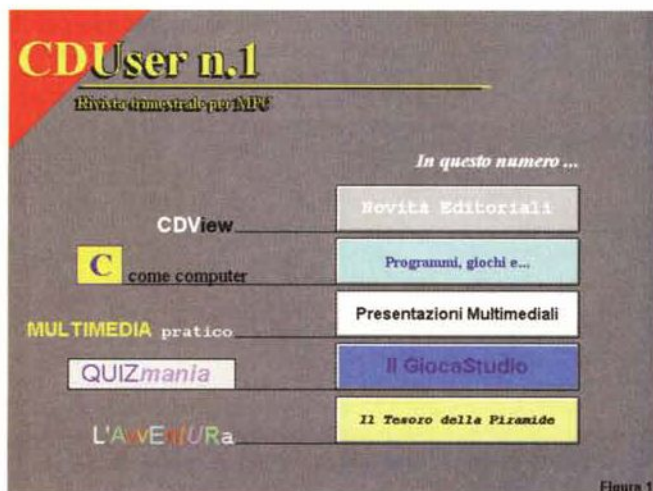 CDUser n.1
Rivista trimestrale per MPC
In questo numero ...
CDView
Novità Editoriali
C come computer
Programmi, giochi e...
MULTIMEDIA pratico
Presentazioni Multimediali
QUIZmania
Il GiocaStudio
L'AvvEntURa
Il Tesoro della Piramide
Figura 1